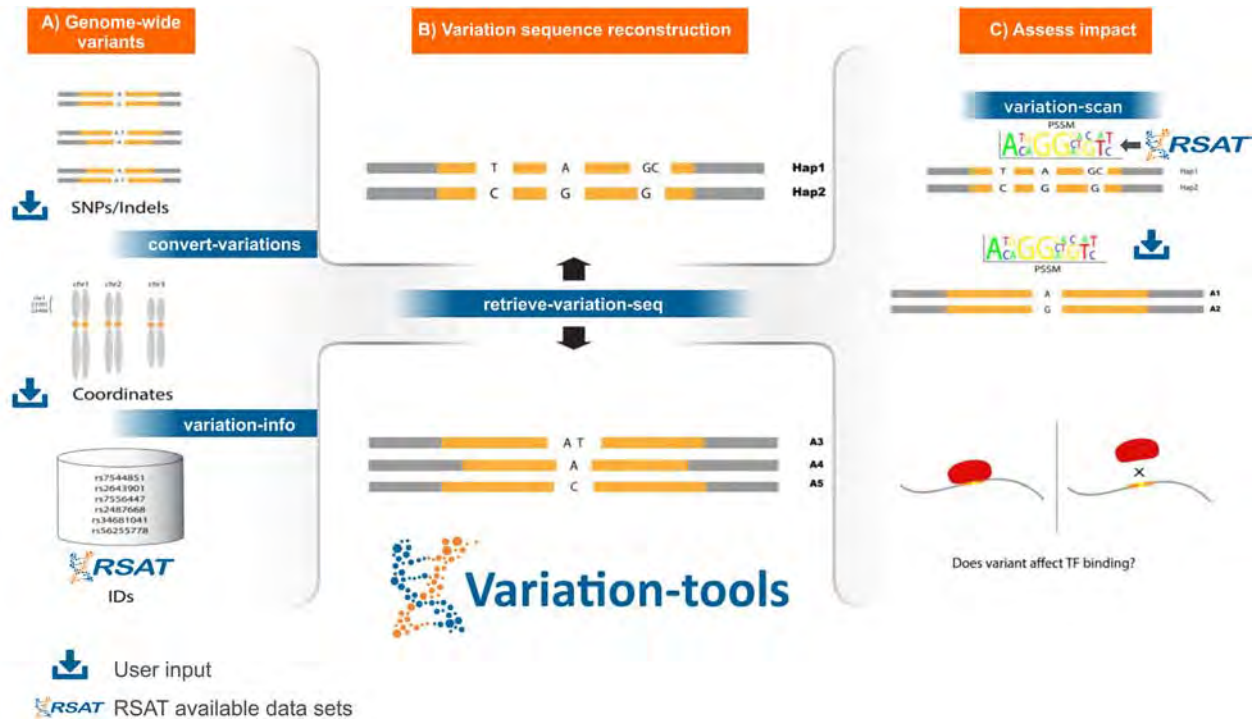 A) Genome-wide
variants
SNPs/Indels
convert-variations
chr1 chr2 chr3
chr1
Coordinates
variation-info
rs7544851
rs2643901
rs7556447
rs2487668
rs34681041
rs56255778
RSAT
IDs
User input
RSAT RSAT available data sets
B) Variation sequence reconstruction
T A GC Hap1
C G G Hap2
retrieve-variation-seq
A T A3
A A4
C A5
Variation-tools
C) Assess impact
variation-scan
PSSM
RSAT
T A GC Hap1
C G G Hap2
PSSM
A A1
G A2
X
Does variant affect TF binding?